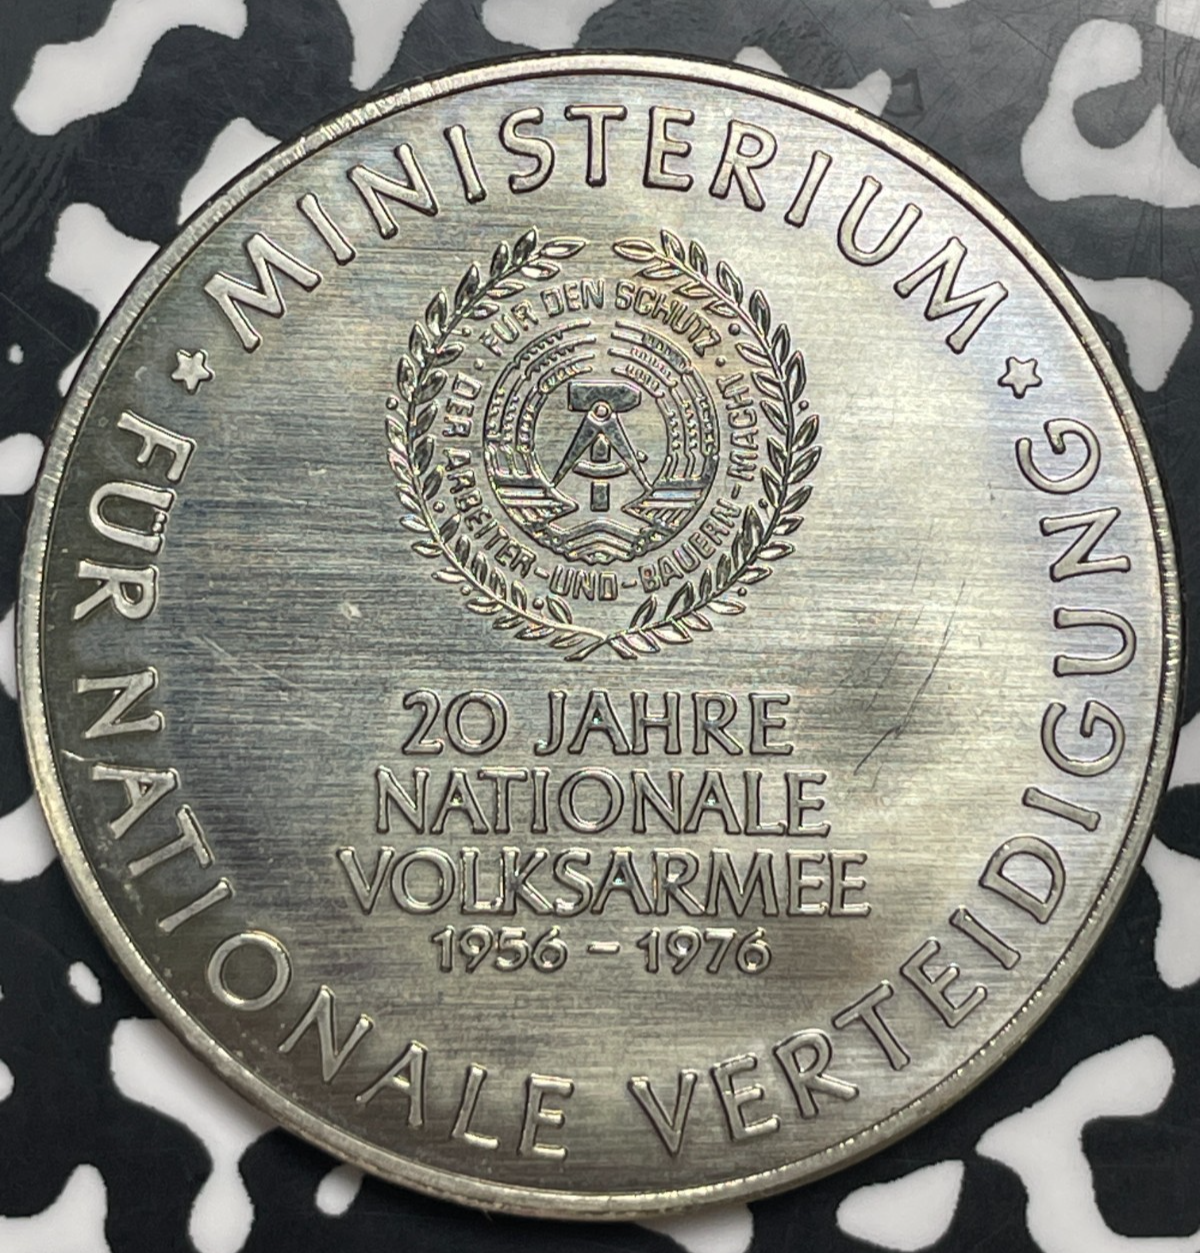 MINISTERIUM
FÜR NATIONALE VERTEIDIGUNG
FÜR DEN SCHUTZ
DER ARBEITER-UND-BAUERN-MACHT
20 JAHRE
NATIONALE
VOLKSARMEE
1956 - 1976